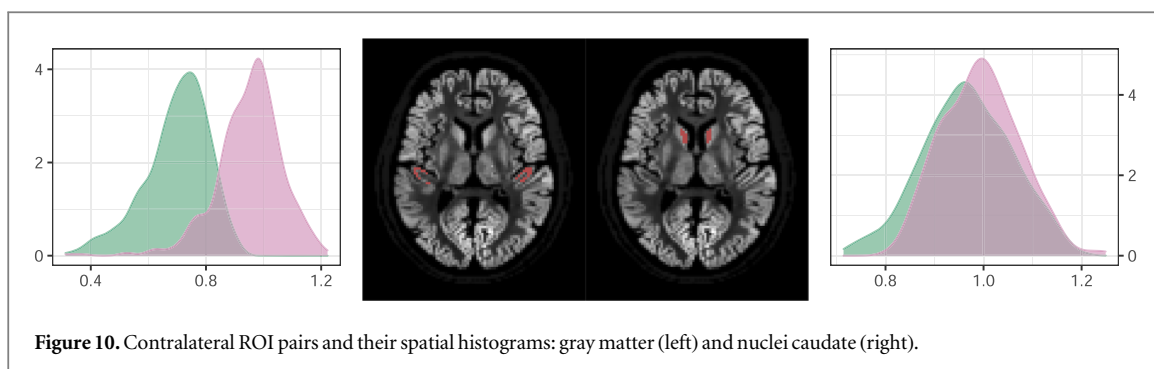 4
2
0
0.4 0.8 1.2
4
2
0
0.8 1.0 1.2
Figure 10. Contralateral ROI pairs and their spatial histograms: gray matter (left) and nuclei caudate (right).